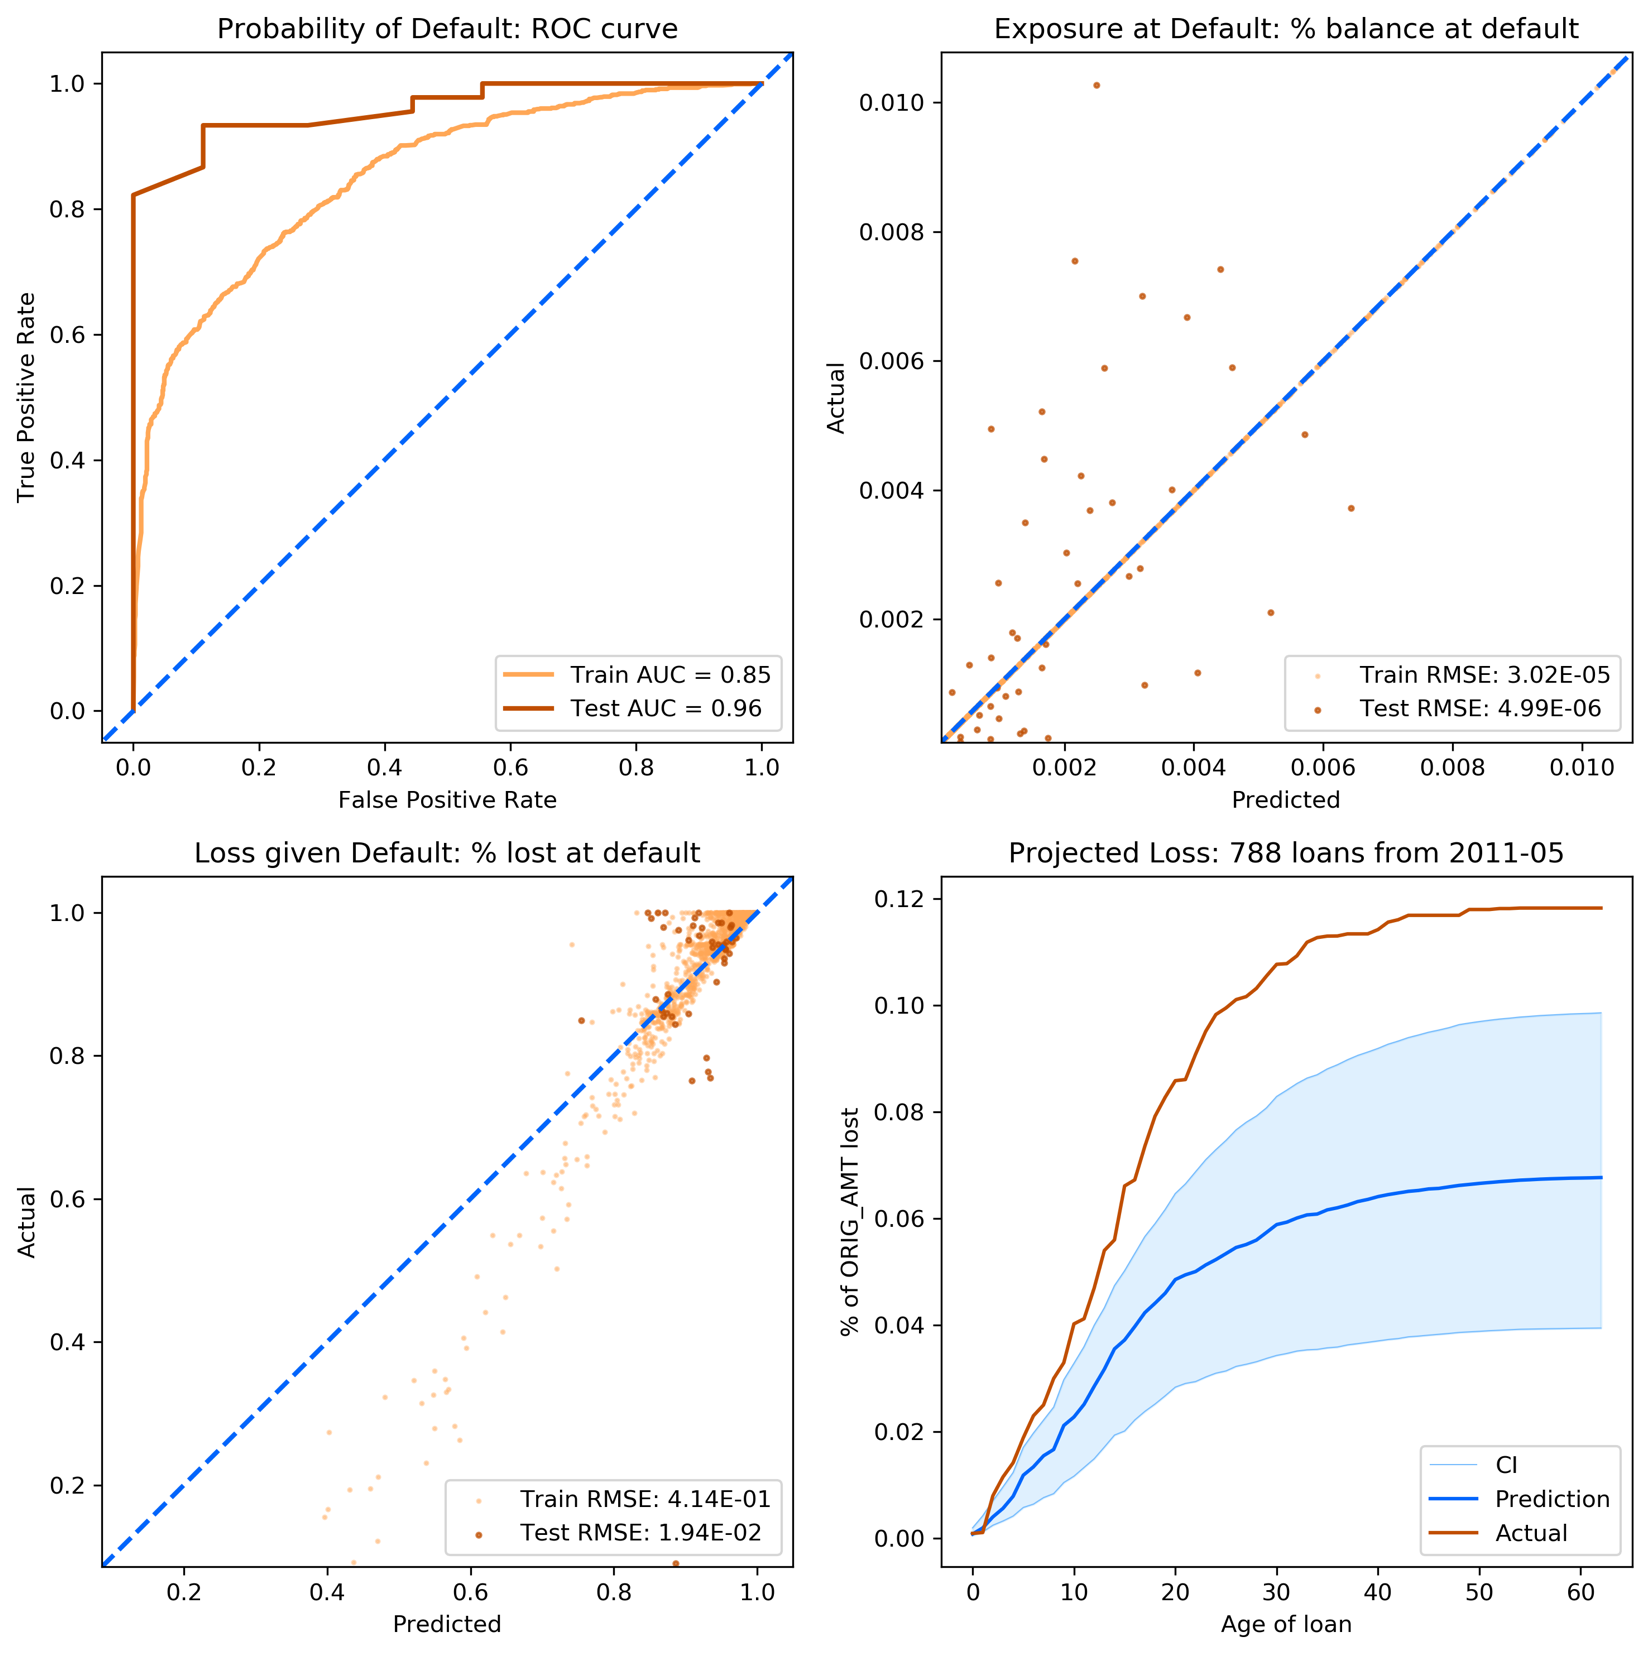 Probability of Default: ROC curve
True Positive Rate
1.0
0.8
0.6
0.4
0.2
0.0
Train AUC = 0.85
Test AUC = 0.96
0.0 0.2 0.4 0.6 0.8 1.0
False Positive Rate
Exposure at Default: % balance at default
Actual
0.010
0.008
0.006
0.004
0.002
Train RMSE: 3.02E-05
Test RMSE: 4.99E-06
0.002 0.004 0.006 0.008 0.010
Predicted
Loss given Default: % lost at default
Actual
1.0
0.8
0.6
0.4
0.2
Train RMSE: 4.14E-01
Test RMSE: 1.94E-02
0.2 0.4 0.6 0.8 1.0
Predicted
Projected Loss: 788 loans from 2011-05
% of ORIG_AMT lost
0.12
0.10
0.08
0.06
0.04
0.02
0.00
CI
Prediction
Actual
0 10 20 30 40 50 60
Age of loan